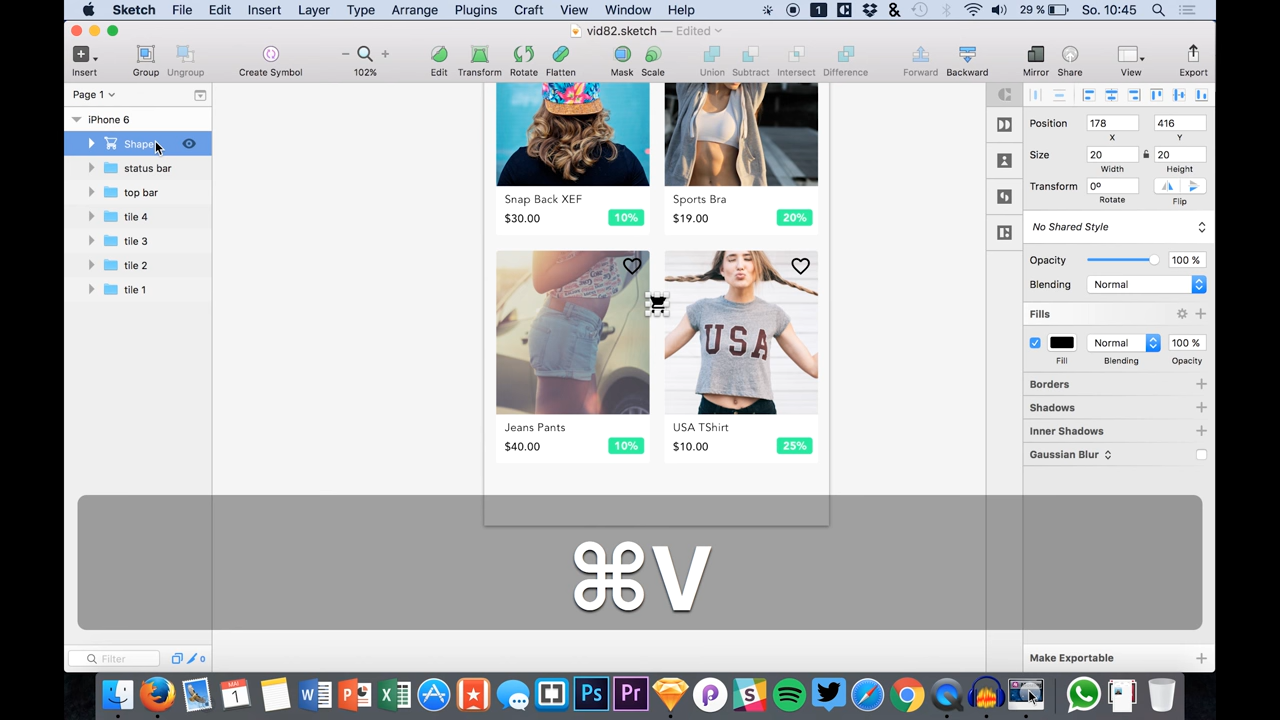 Sketch File Edit Insert Layer Type Arrange Plugins Craft View Window Help 1 29 % So. 10:45
vid82.sketch — Edited
Insert Group Ungroup Create Symbol 102% Edit Transform Rotate Flatten Mask Scale Union Subtract Intersect Difference Forward Backward Mirror Share View Export
Page 1
iPhone 6
Shape
status bar
top bar
tile 4
tile 3
tile 2
tile 1
Filter 0
Snap Back XEF
$30.00 10%
Sports Bra
$19.00 20%
Jeans Pants
$40.00 10%
USA
USA TShirt
$10.00 25%
⌘V
Position 178 416
X Y
Size 20 20
Width Height
Transform 0º
Rotate Flip
No Shared Style
Opacity 100 %
Blending Normal
Fills
Normal 100 %
Fill Blending Opacity
Borders
Shadows
Inner Shadows
Gaussian Blur
Make Exportable
MAI
1
Ps
Pr